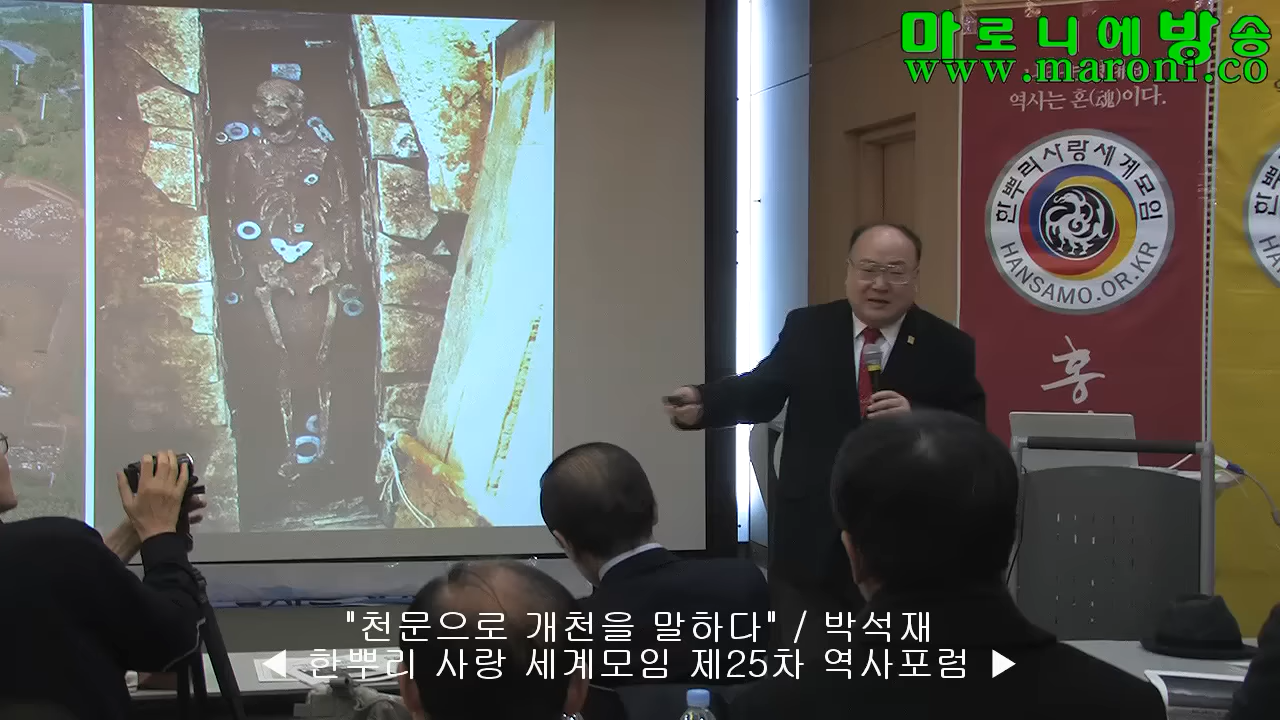 마로니에방송
www.maroni.co
역사는 혼(魂)이다.
한뿌리사랑세계모임
HANSAMO.OR.KR
홍
"천문으로 개천을 말하다" / 박석재
◀ 한뿌리 사랑 세계모임 제25차 역사포럼 ▶